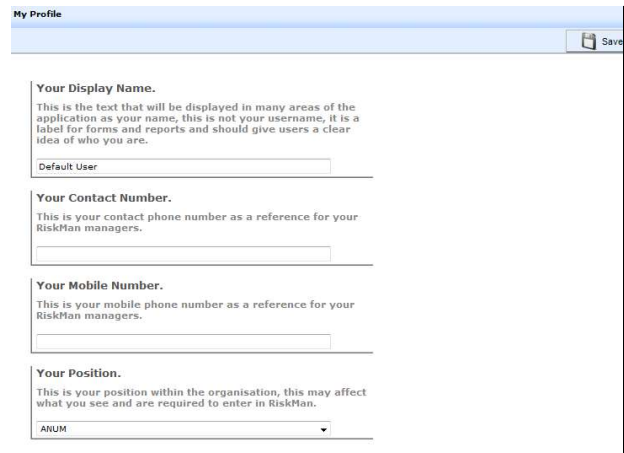 My Profile
Save
Your Display Name.
This is the text that will be displayed in many areas of the
application as your name, this is not your username, it is a
label for forms and reports and should give users a clear
idea of who you are.
Default User
Your Contact Number.
This is your contact phone number as a reference for your
RiskMan managers.
Your Mobile Number.
This is your mobile phone number as a reference for your
RiskMan managers.
Your Position.
This is your position within the organisation, this may affect
what you see and are required to enter in RiskMan.
ANUM